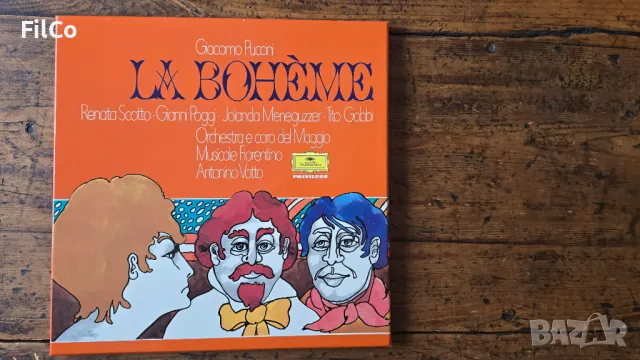 FilCo
Giacomo Puccini
LA BOHÈME
Renata Scotto · Gianni Poggi · Jolanda Meneguzzer · Tito Gobbi
Orchestra e coro del Maggio
Musicale Fiorentino
Antonino Votto
PRIVILEGE
BAZAR
bg